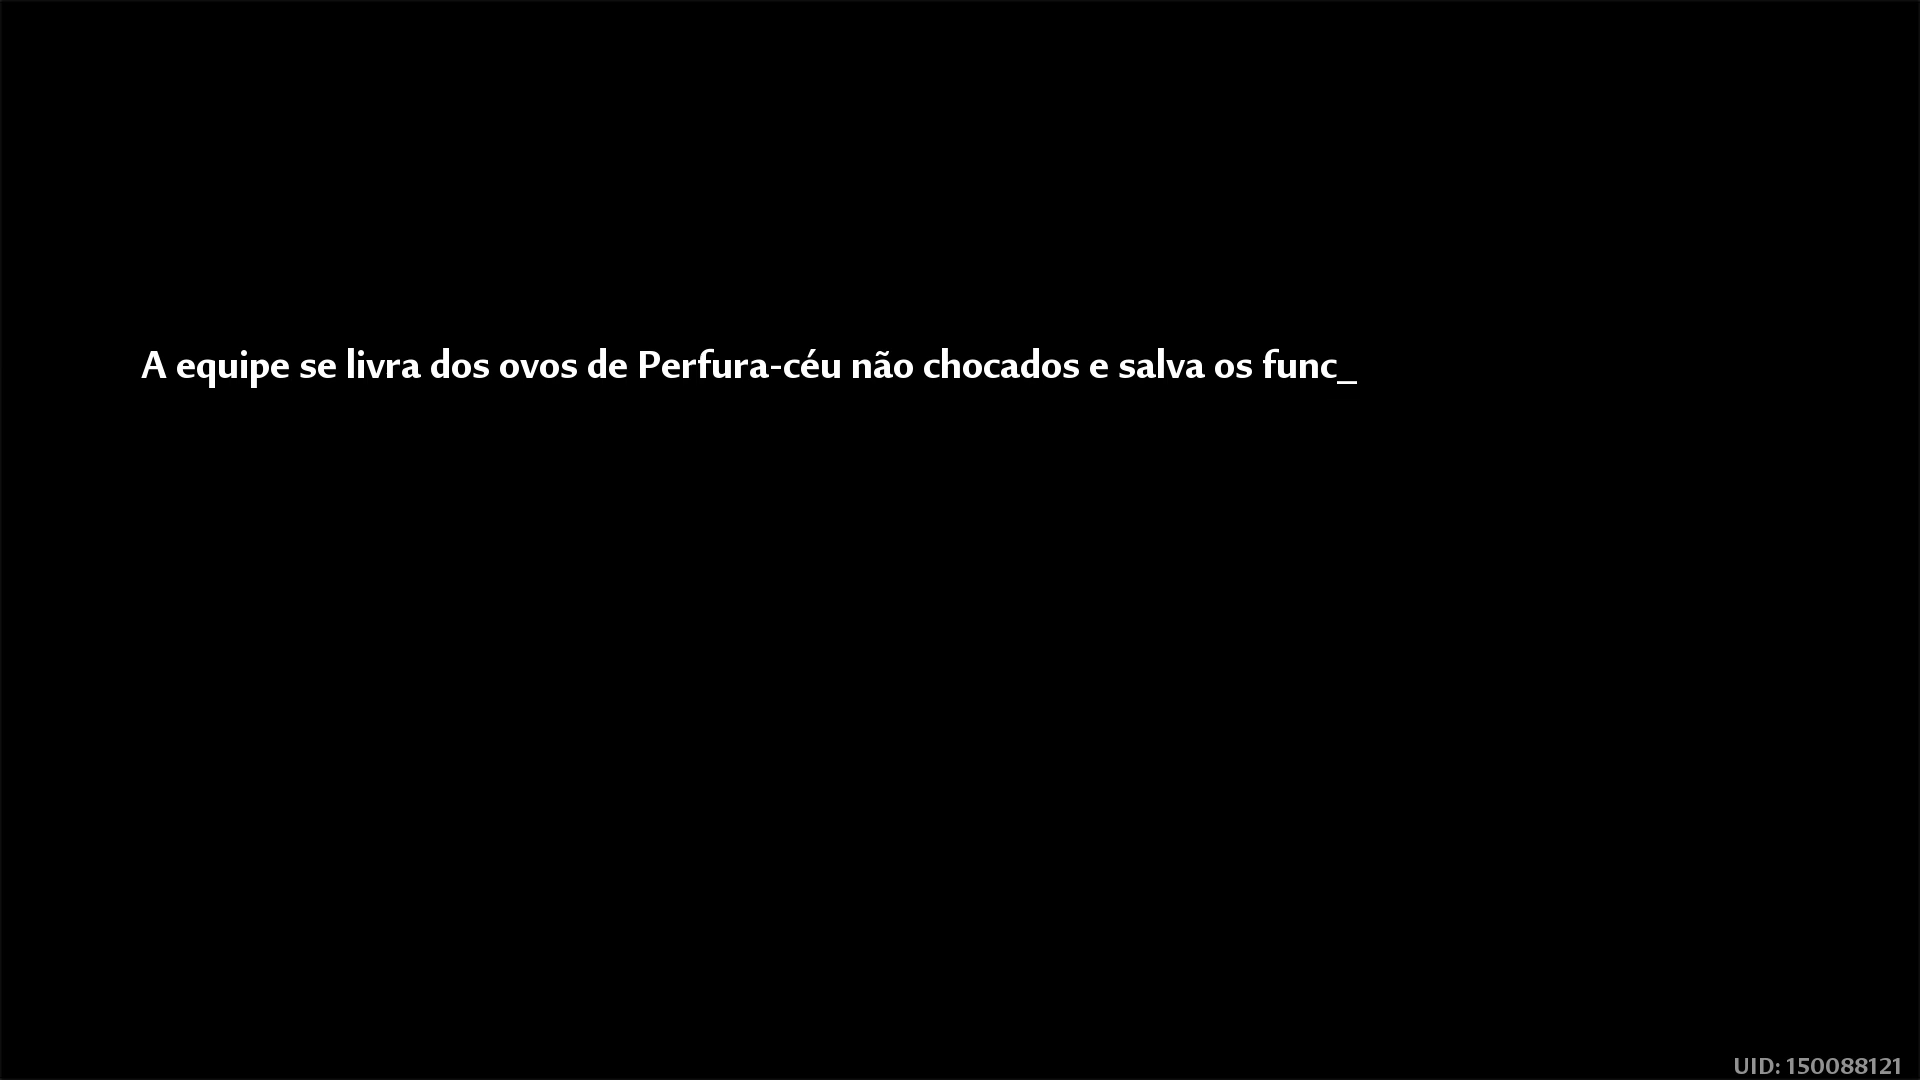 A equipe se livra dos ovos de Perfura-céu não chocados e salva os func_
UID: 150088121